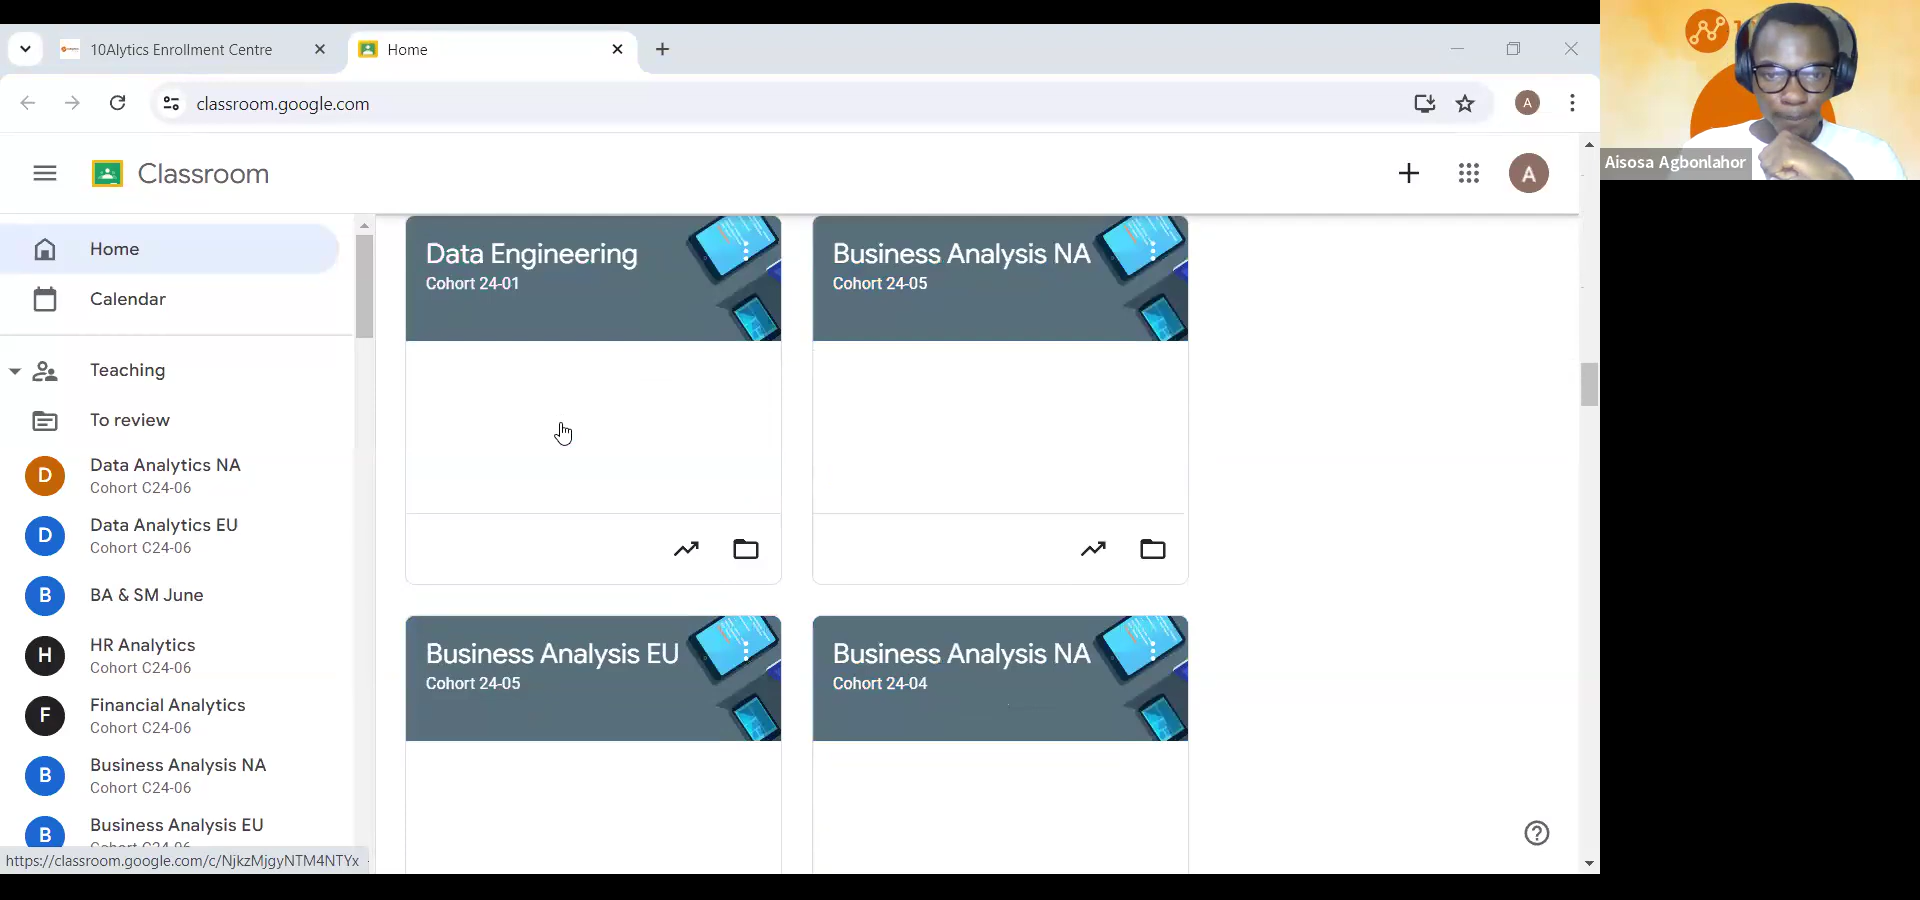 10Alytics Enrollment Centre
Home
classroom.google.com
A
Classroom
A
Aisosa Agbonlahor
Home
Calendar
Teaching
To review
D
Data Analytics NA
Cohort C24-06
D
Data Analytics EU
Cohort C24-06
B
BA & SM June
H
HR Analytics
Cohort C24-06
F
Financial Analytics
Cohort C24-06
B
Business Analysis NA
Cohort C24-06
B
Business Analysis EU
https://classroom.google.com/c/NjkzMjgyNTM4NTYx
Data Engineering
Cohort 24-01
Business Analysis NA
Cohort 24-05
Business Analysis EU
Cohort 24-05
Business Analysis NA
Cohort 24-04